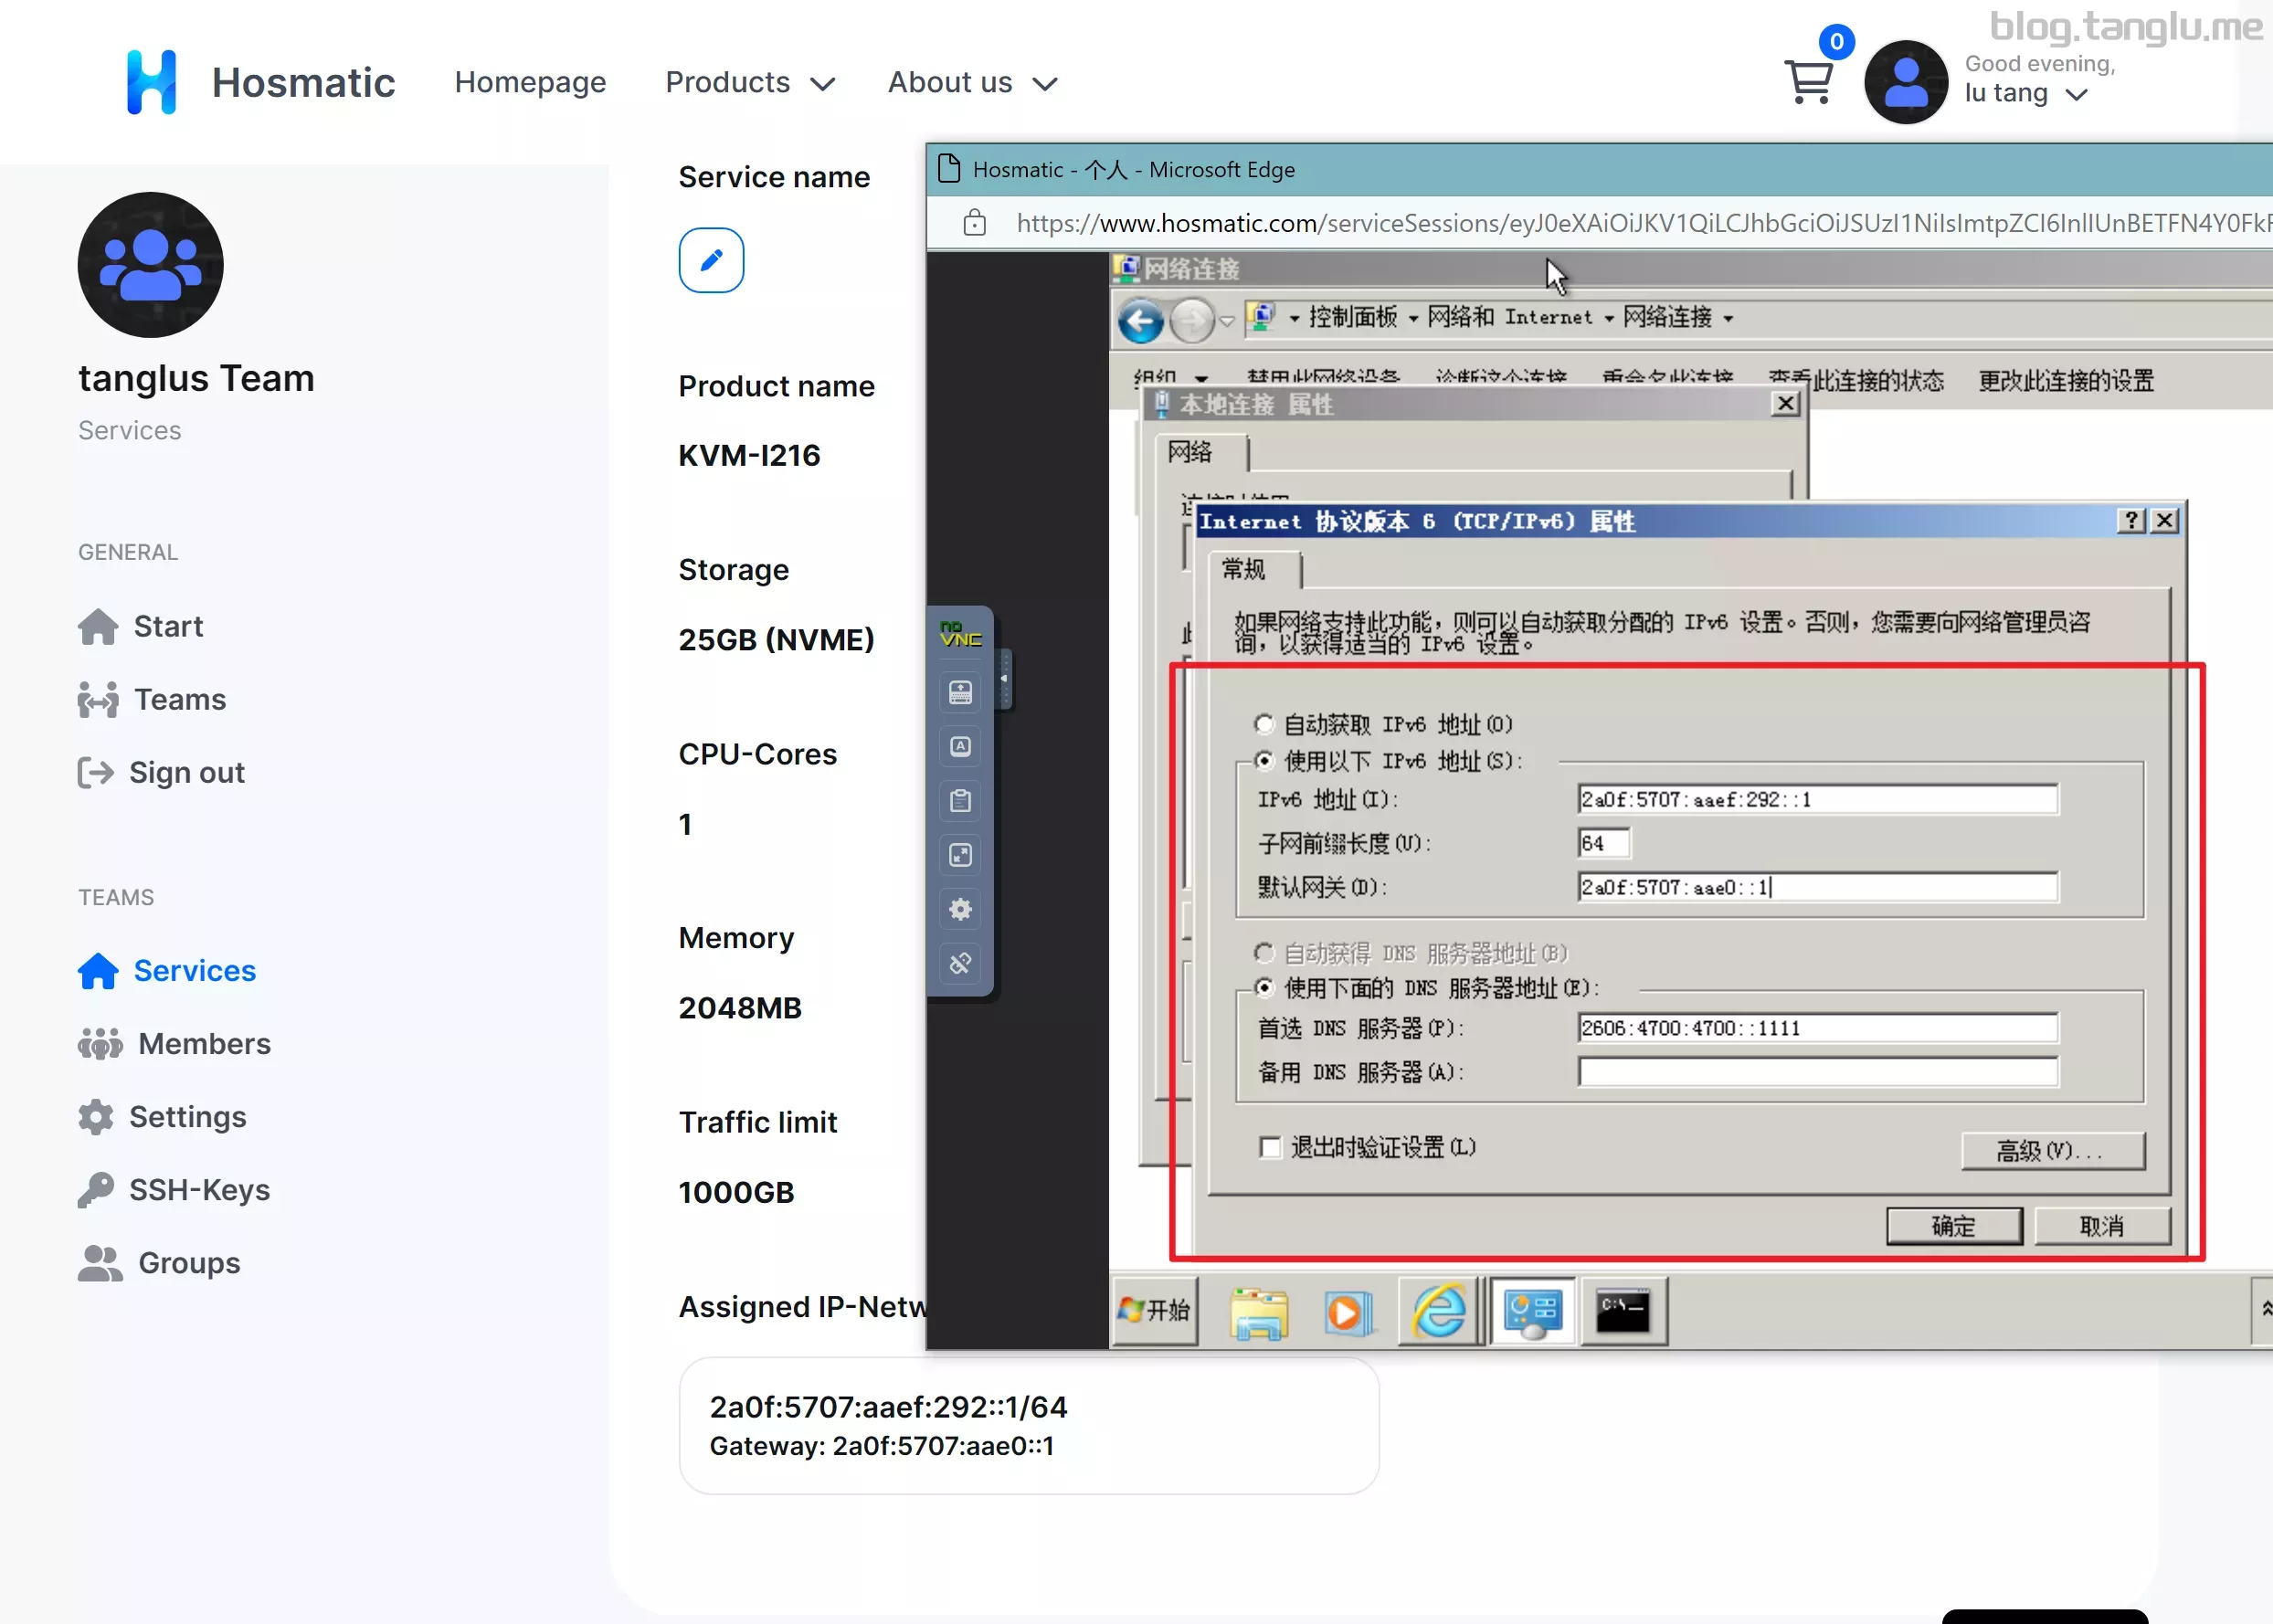 blog.tanglu.me
Hosmatic
Homepage
Products
About us
0
Good evening,
lu tang
tanglus Team
Services
GENERAL
Start
Teams
Sign out
TEAMS
Services
Members
Settings
SSH-Keys
Groups
Service name
Product name
KVM-I216
Storage
25GB (NVME)
CPU-Cores
1
Memory
2048MB
Traffic limit
1000GB
Assigned IP-Netw
2a0f:5707:aaef:292::1/64
Gateway: 2a0f:5707:aae0::1
Hosmatic - 个人 - Microsoft Edge
https://www.hosmatic.com/serviceSessions/eyJ0eXAiOiJKV1QiLCJhbGciOiJSUzI1NiIsImtpZCI6InlIUnBETFN4Y0FkF
no
VNC
A
网络连接
控制面板 网络和 Internet 网络连接
组织 禁用此网络设备 诊断这个连接 重命名此连接 查看此连接的状态 更改此连接的设置
本地连接 属性
网络
连接时使用
此
Internet 协议版本 6 (TCP/IPv6) 属性
常规
如果网络支持此功能，则可以自动获取分配的 IPv6 设置。否则，您需要向网络管理员咨
询，以获得适当的 IPv6 设置。
自动获取 IPv6 地址(O)
使用以下 IPv6 地址(S):
IPv6 地址(I): 2a0f:5707:aaef:292::1
子网前缀长度(U): 64
默认网关(D): 2a0f:5707:aae0::1
自动获得 DNS 服务器地址(B)
使用下面的 DNS 服务器地址(E):
首选 DNS 服务器(P): 2606:4700:4700::1111
备用 DNS 服务器(A):
退出时验证设置(L)
高级(V)...
确定
取消
开始
C:\